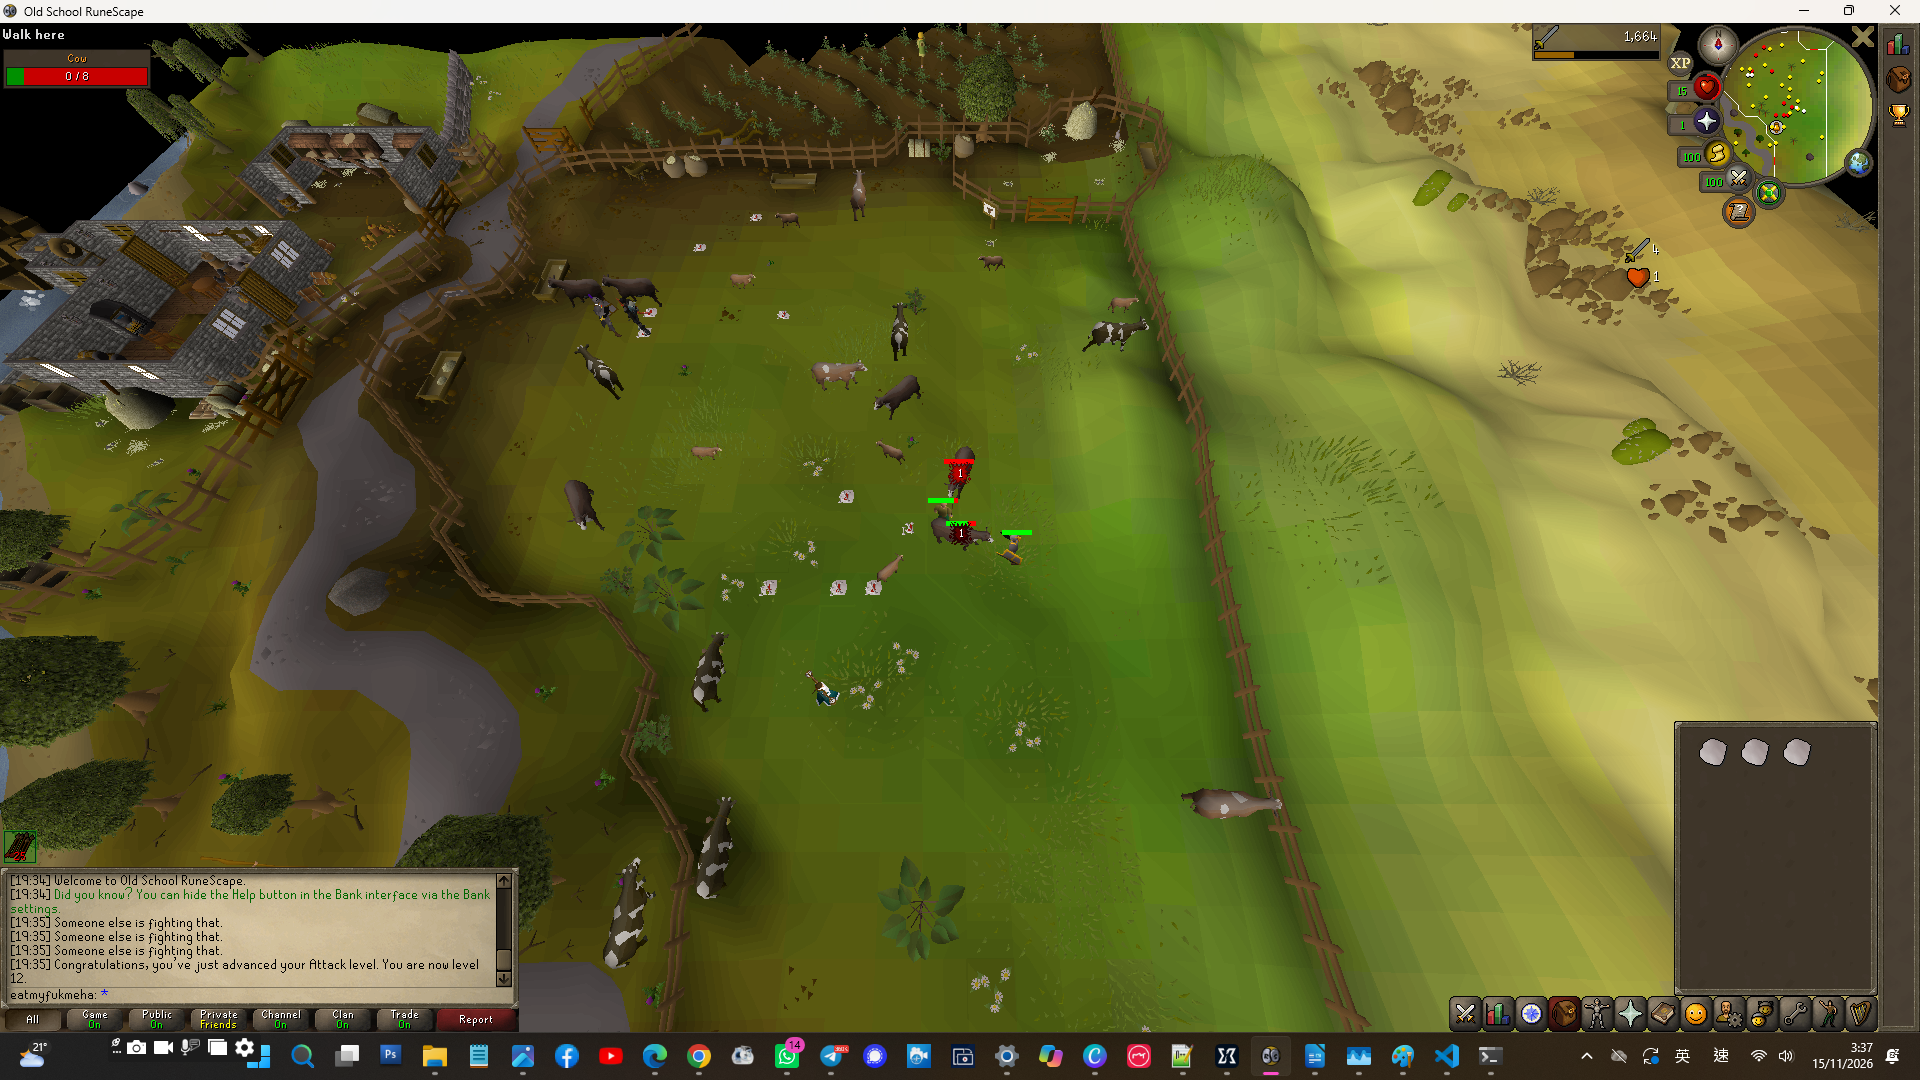 Old School RuneScape
Walk here
Cow
0 / 8
1,664
XP
N
15
1
100
100
4
1
1
1
[19:34] Welcome to Old School RuneScape.
[19:34] Did you know? You can hide the Help button in the Bank interface via the Bank
settings.
[19:35] Someone else is fighting that.
[19:35] Someone else is fighting that.
[19:35] Someone else is fighting that.
[19:35] Congratulations, you've just advanced your Attack level. You are now level
12.
eatmyfukmeha: *
All
Game
On
Public
On
Private
Friends
Channel
On
Clan
On
Trade
On
Report
21°
Ps
14
英
速
3:37
15/11/2026